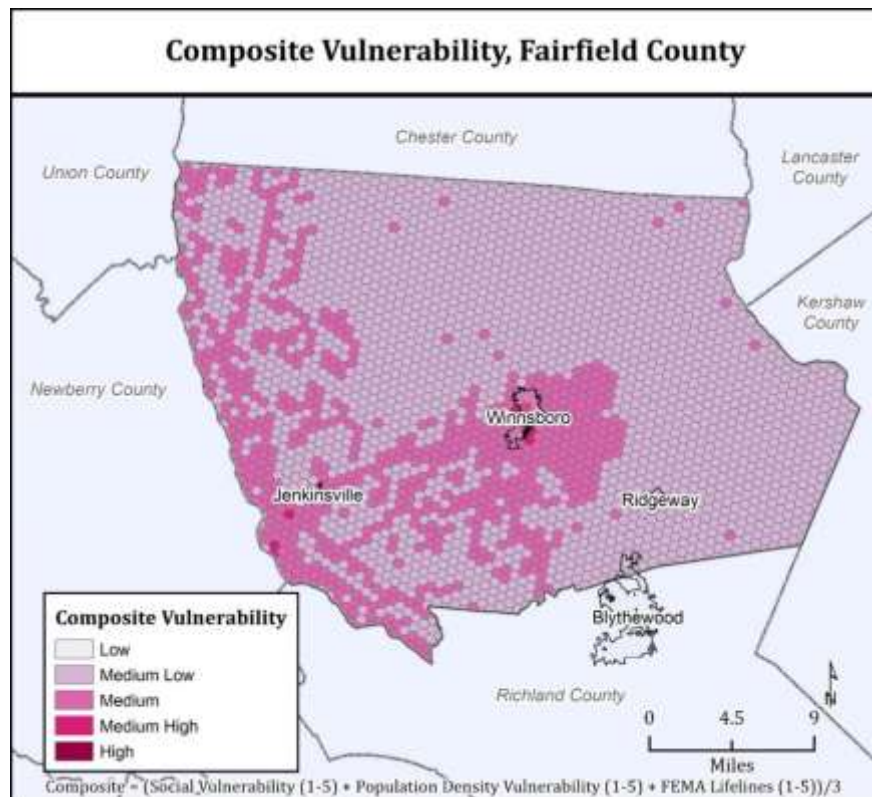 Composite Vulnerability, Fairfield County
Chester County
Union County
Lancaster
County
Kershaw
County
Newberry County
Winnsboro
Jenkinsville
Ridgeway
Blythewood
Richland County
Composite Vulnerability
Low
Medium Low
Medium
Medium High
High
N
0 4.5 9
Miles
Composite = (Social Vulnerability (1-5) + Population Density Vulnerability (1-5) + FEMA Lifelines (1-5))/3